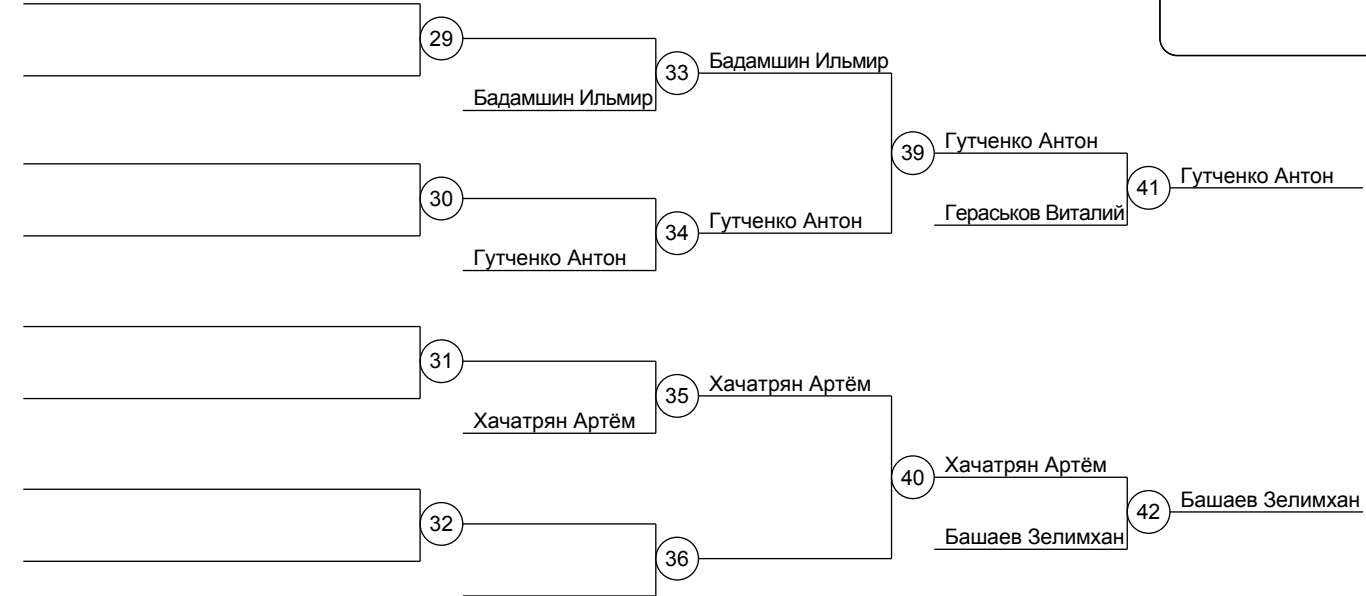 29
Бадамшин Ильмир
33
Бадамшин Ильмир
39
Гутченко Антон
41
Гутченко Антон
Гераськов Виталий
30
34
Гутченко Антон
Гутченко Антон
31
35
Хачатрян Артём
Хачатрян Артём
40
Хачатрян Артём
42
Башаев Зелимхан
Башаев Зелимхан
32
36